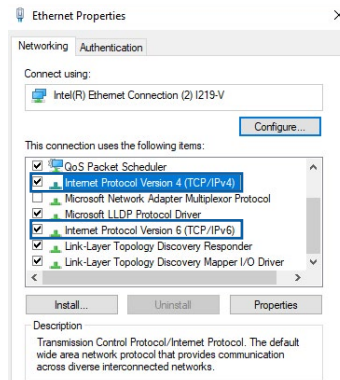 Ethernet Properties
Networking Authentication
Connect using:
Intel(R) Ethernet Connection (2) I219-V
Configure...
This connection uses the following items:
QoS Packet Scheduler
Internet Protocol Version 4 (TCP/IPv4)
Microsoft Network Adapter Multiplexor Protocol
Microsoft LLDP Protocol Driver
Internet Protocol Version 6 (TCP/IPv6)
Link-Layer Topology Discovery Responder
Link-Layer Topology Discovery Mapper I/O Driver
Install... Uninstall Properties
Description
Transmission Control Protocol/Internet Protocol. The default
wide area network protocol that provides communication
across diverse interconnected networks.